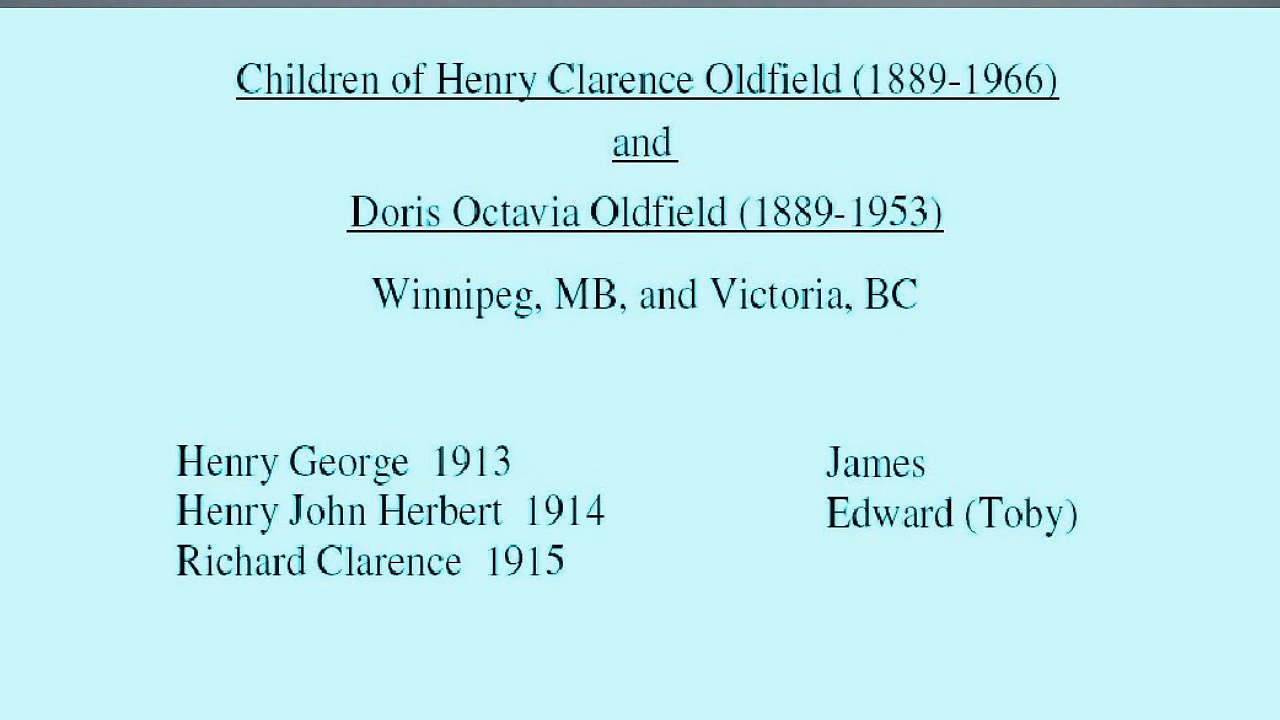 Children of Henry Clarence Oldfield (1889-1966)
and
Doris Octavia Oldfield (1889-1953)
Winnipeg, MB, and Victoria, BC
Henry George 1913
Henry John Herbert 1914
Richard Clarence 1915
James
Edward (Toby)